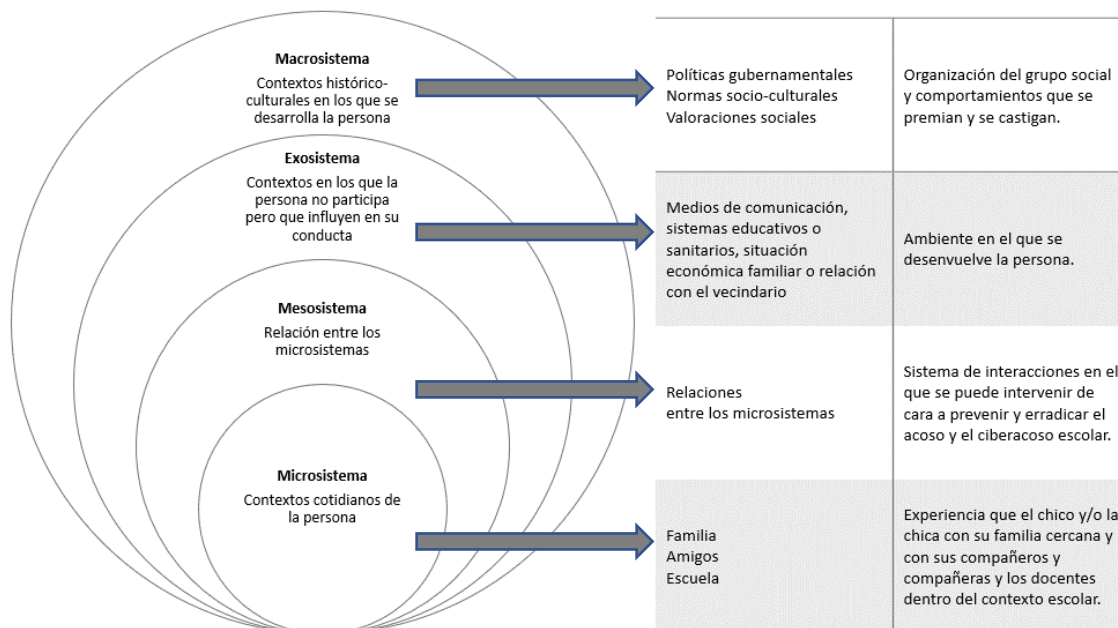 Macrosistema
Contextos histórico-
culturales en los que se
desarrolla la persona
Políticas gubernamentales
Normas socio-culturales
Valoraciones sociales
Organización del grupo social
y comportamientos que se
premian y se castigan.
Exosistema
Contextos en los que la
persona no participa
pero que influyen en su
conducta
Medios de comunicación,
sistemas educativos o
sanitarios, situación
económica familiar o relación
con el vecindario
Ambiente en el que se
desenvuelve la persona.
Mesosistema
Relación entre los
microsistemas
Relaciones
entre los microsistemas
Sistema de interacciones en el
que se puede intervenir de
cara a prevenir y erradicar el
acoso y el ciberacoso escolar.
Microsistema
Contextos cotidianos de
la persona
Familia
Amigos
Escuela
Experiencia que el chico y/o la
chica con su familia cercana y
con sus compañeros y
compañeras y los docentes
dentro del contexto escolar.